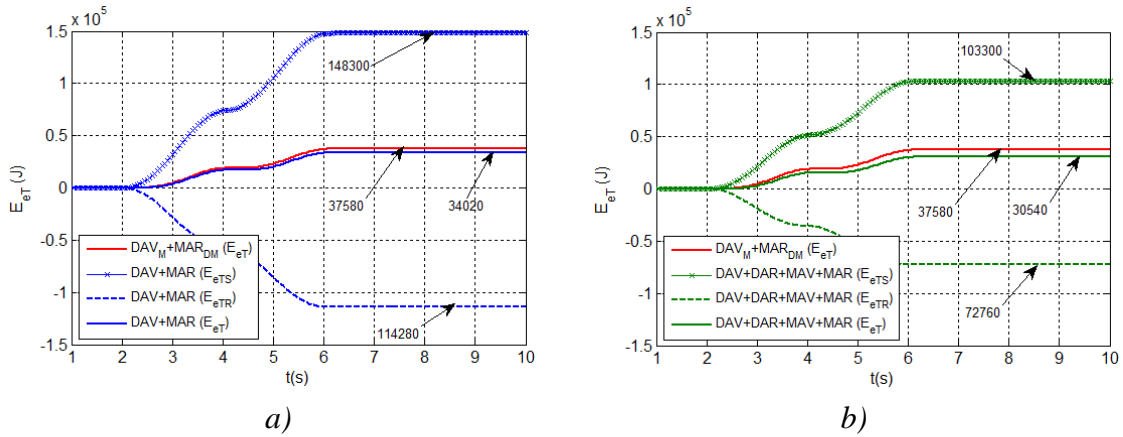 x 10^5
1.5
1
0.5
0
-0.5
-1
-1.5
E_eT (J)
148300
37580
34020
114280
DAV_M+MAR_DM (E_eT)
DAV+MAR (E_eTS)
DAV+MAR (E_eTR)
DAV+MAR (E_eT)
1 2 3 4 5 6 7 8 9 10
t(s)
a)
x 10^5
1.5
1
0.5
0
-0.5
-1
-1.5
E_eT (J)
103300
37580
30540
72760
DAV_M+MAR_DM (E_eT)
DAV+DAR+MAV+MAR (E_eTS)
DAV+DAR+MAV+MAR (E_eTR)
DAV+DAR+MAV+MAR (E_eT)
1 2 3 4 5 6 7 8 9 10
t(s)
b)